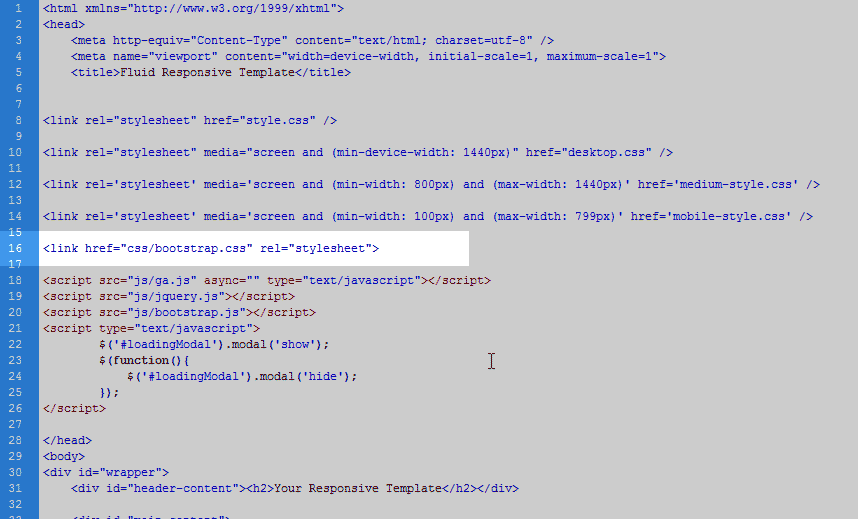 1 <html xmlns="http://www.w3.org/1999/xhtml">
2 <head>
3 <meta http-equiv="Content-Type" content="text/html; charset=utf-8" />
4 <meta name="viewport" content="width=device-width, initial-scale=1, maximum-scale=1">
5 <title>Fluid Responsive Template</title>
6
7
8 <link rel="stylesheet" href="style.css" />
9
10 <link rel="stylesheet" media="screen and (min-device-width: 1440px)" href="desktop.css" />
11
12 <link rel='stylesheet' media='screen and (min-width: 800px) and (max-width: 1440px)' href='medium-style.css' />
13
14 <link rel='stylesheet' media='screen and (min-width: 100px) and (max-width: 799px)' href='mobile-style.css' />
15
16 <link href="css/bootstrap.css" rel="stylesheet">
17
18 <script src="js/ga.js" async="" type="text/javascript"></script>
19 <script src="js/jquery.js"></script>
20 <script src="js/bootstrap.js"></script>
21 <script type="text/javascript">
22 $('#loadingModal').modal('show');
23 $(function(){
24 $('#loadingModal').modal('hide');
25 });
26 </script>
27
28 </head>
29 <body>
30 <div id="wrapper">
31 <div id="header-content"><h2>Your Responsive Template</h2></div>
32
33 <div id="main-content">